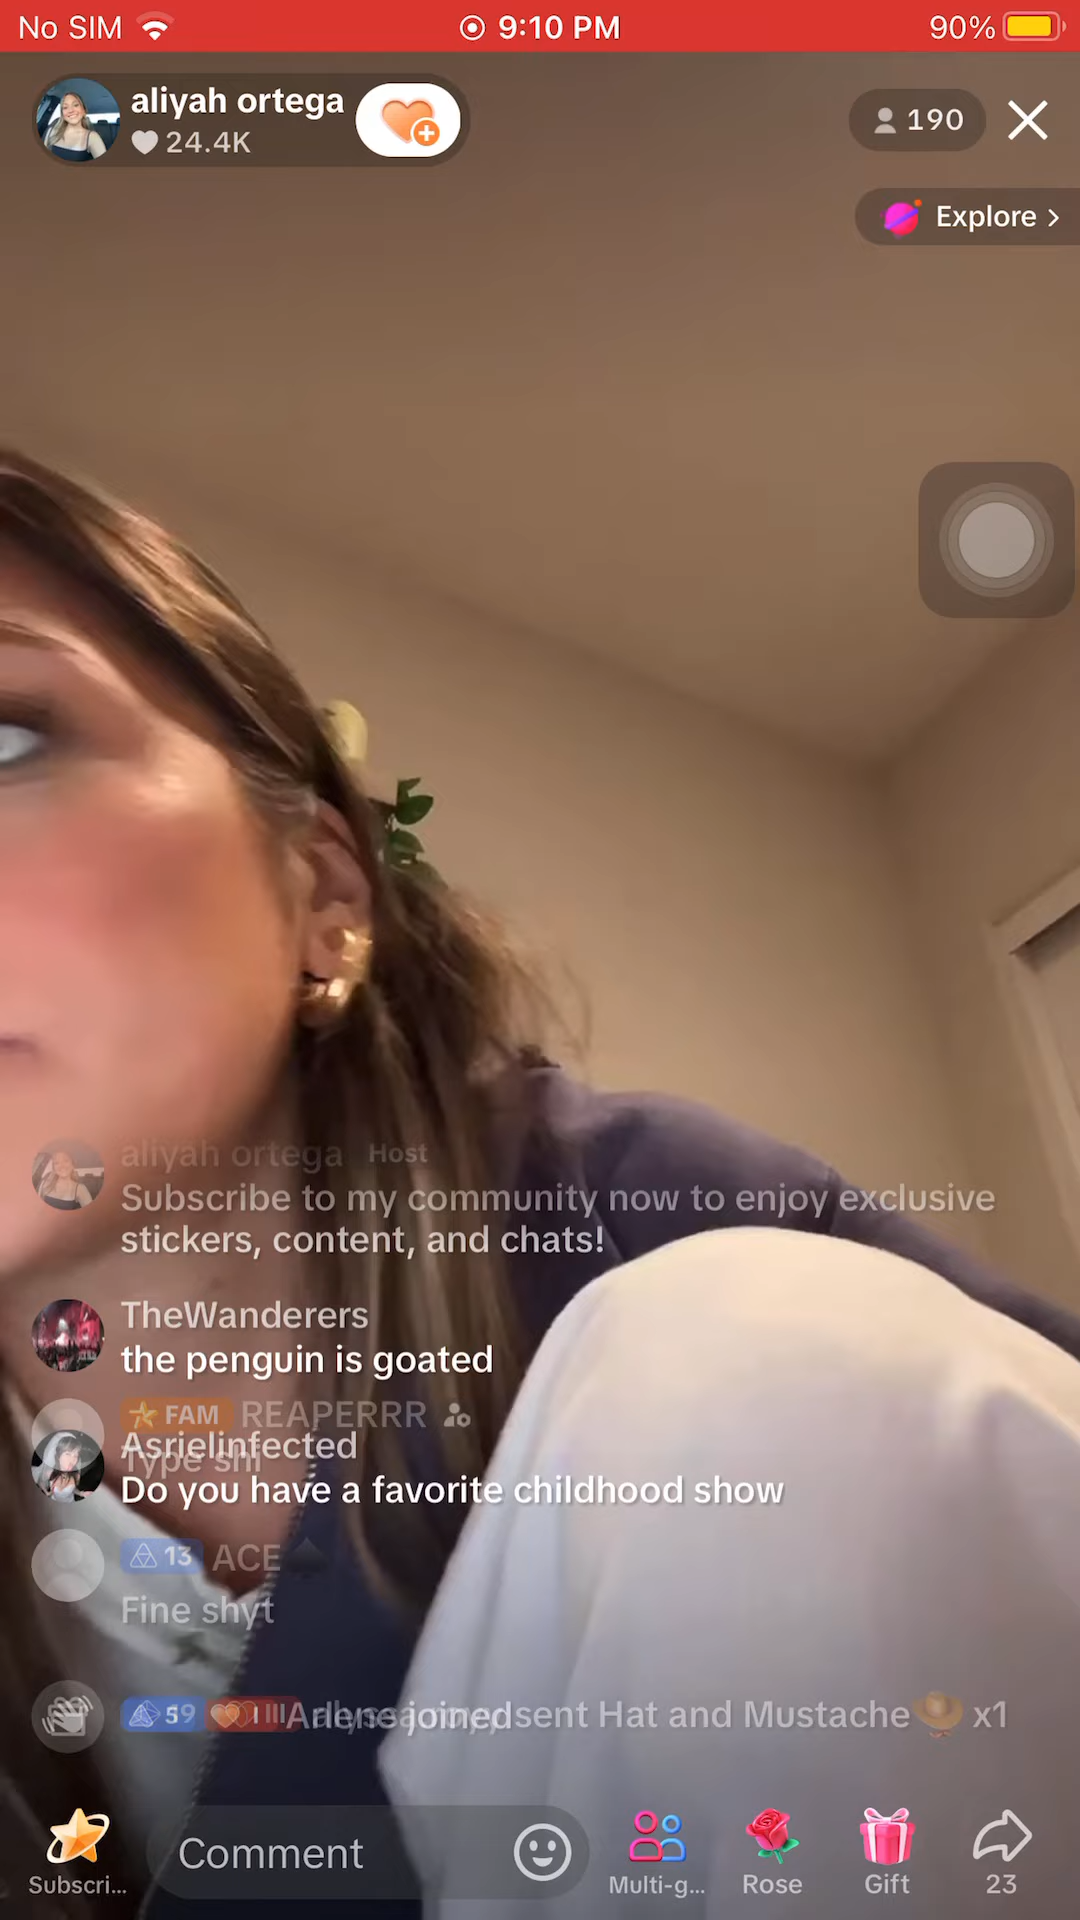 No SIM 9:10 PM 90%
aliyah ortega
24.4K
190
Explore >
aliyah ortega Host
Subscribe to my community now to enjoy exclusive
stickers, content, and chats!
TheWanderers
the penguin is goated
FAM REAPERRR
Type shi
Asrielinfected
Do you have a favorite childhood show
13 ACE
Fine shyt
59 joined sent Hat and Mustache x1
Comment
Subscri... Multi-g... Rose Gift 23